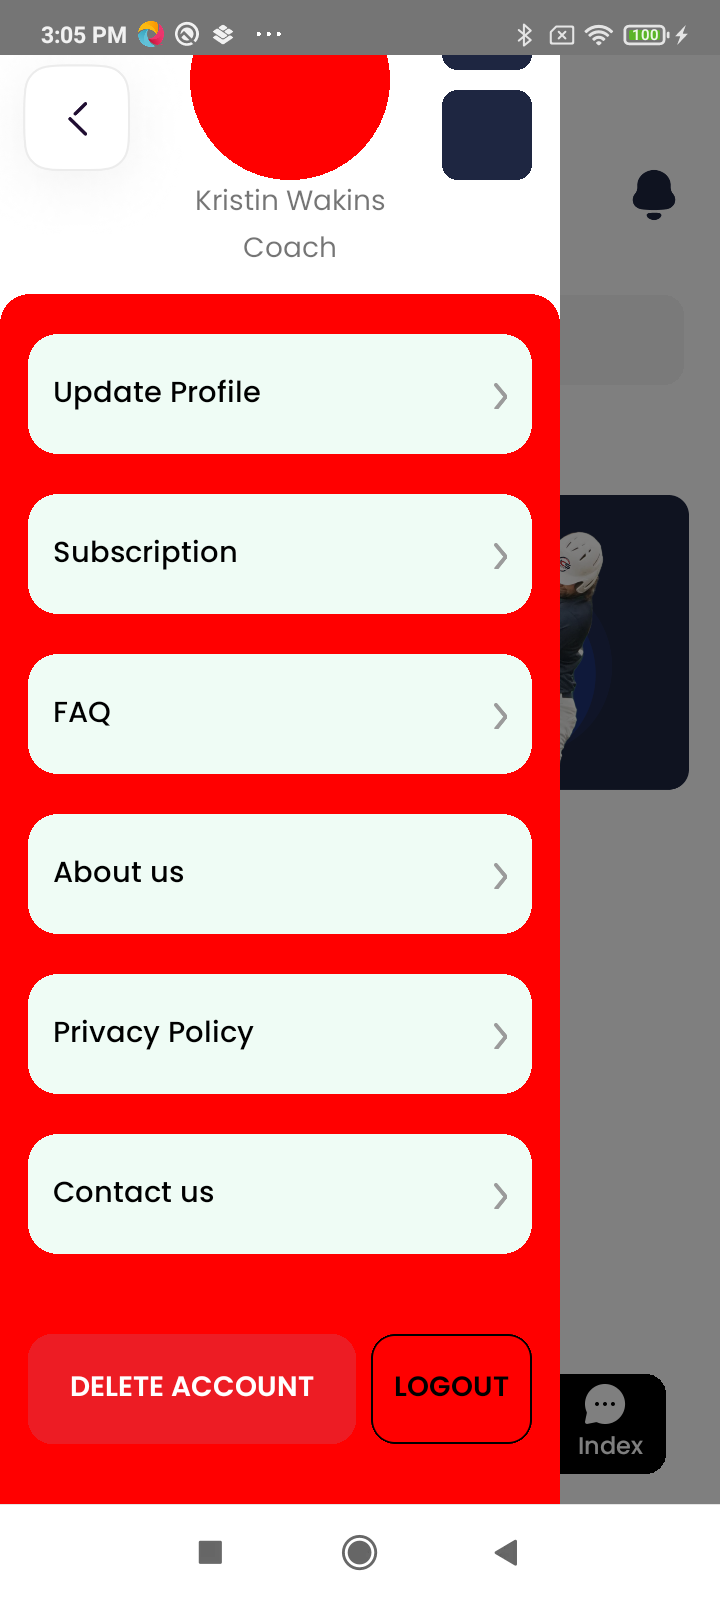 3:05 PM
100
Kristin Wakins
Coach
Update Profile
Subscription
FAQ
About us
Privacy Policy
Contact us
DELETE ACCOUNT
LOGOUT
Index